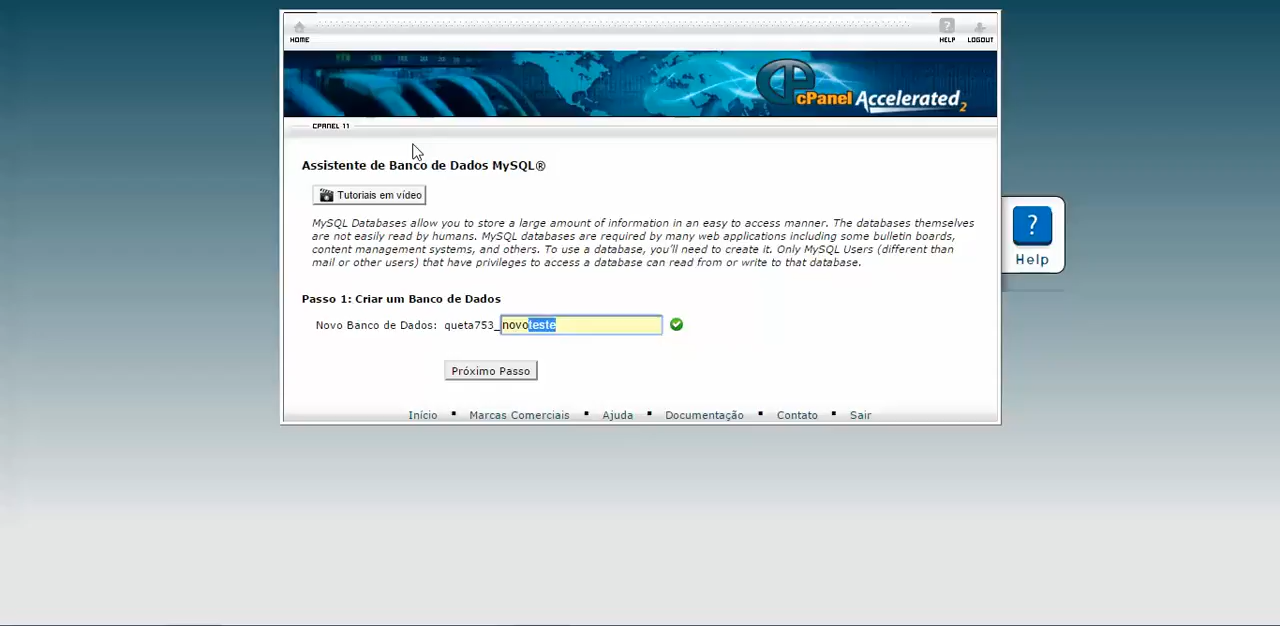 HOME
HELP LOGOUT
cPanel Accelerated2
CPANEL 11
Assistente de Banco de Dados MySQL®
Tutoriais em vídeo
MySQL Databases allow you to store a large amount of information in an easy to access manner. The databases themselves
are not easily read by humans. MySQL databases are required by many web applications including some bulletin boards,
content management systems, and others. To use a database, you'll need to create it. Only MySQL Users (different than
mail or other users) that have privileges to access a database can read from or write to that database.
? Help
Passo 1: Criar um Banco de Dados
Novo Banco de Dados: queta753_ novoteste
Próximo Passo
Início ▪ Marcas Comerciais ▪ Ajuda ▪ Documentação ▪ Contato ▪ Sair